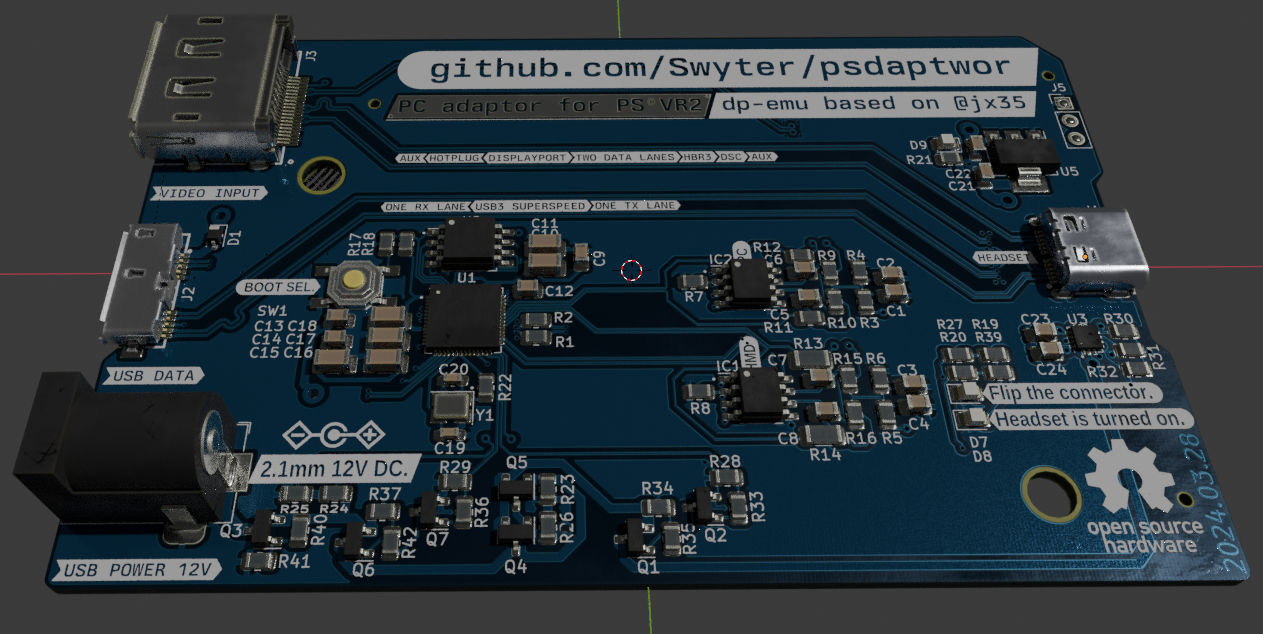 github.com/Swyter/psdaptwor
PC adaptor for PS VR2
dp-emu based on @jx35
J3
J5
AUX HOTPLUG DISPLAYPORT TWO DATA LANES HBR3 DSC AUX
D9
R21
C22
C21
U5
VIDEO INPUT
ONE RX LANE USB3 SUPERSPEED ONE TX LANE
D1
R17
R18
U1
C11
C9
C12
HEADSET
J2
BOOT SEL.
SW1
C13 C18
C14 C17
C15 C16
R2
R1
R7
R12
C6
R9
R4
C2
C5
R11
R10
R3
C1
USB DATA
C20
R22
Y1
C19
IC1
R8
R13
C7
R15
R6
C3
C8
R14
R16
R5
C4
R27 R19
R20 R39
C23
U3
R30
C24
R32
R31
Flip the connector.
Headset is turned on.
D7
D8
2.1mm 12V DC.
R25
R24
R37
R29
Q5
R23
R34
R28
Q3
R40
R41
Q6
R42
Q7
R36
Q4
R26
Q1
R35
Q2
R33
USB POWER 12V
open source
hardware
2024.03.28